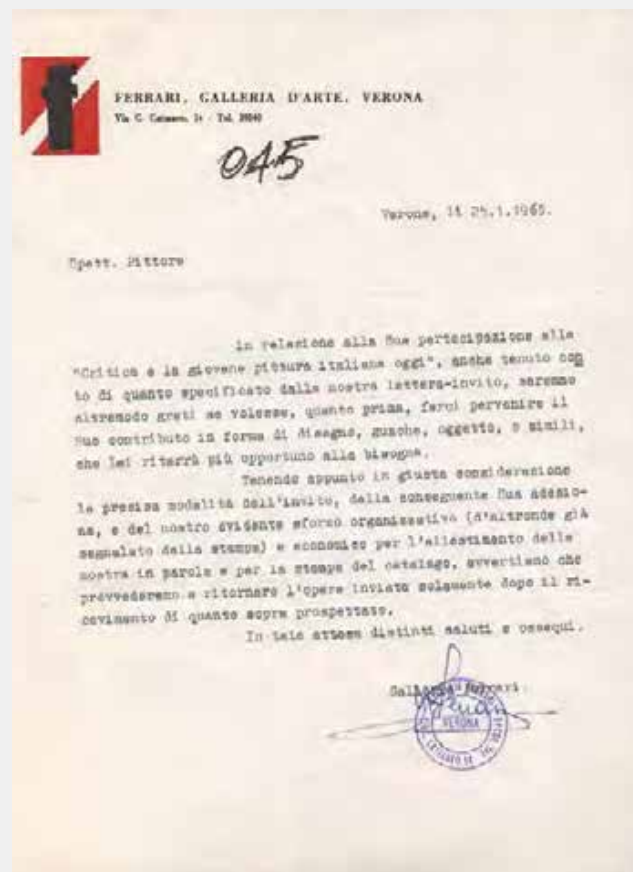 FERRARI, GALLERIA D'ARTE, VERONA
Via C. Cattaneo, Tel.
045
Verona, li 25.1.1965.
Spett. Pittore
in relazione alla Sua partecipazione alla
"Critica e la giovane pittura italiana oggi", anche tenuto con
to di quanto specificato dalla nostra lettera-invito, saremmo
altremodo grati se volesse, quanto prima, farci pervenire il
Suo contributo in forma di disegno, guache, oggetto, o simili,
che Lei riterrà più opportuno alla bisogna.
Tenendo appunto in giusta considerazione
la precisa modalità dell'invito, della conseguente Sua adesio-
ne, e del nostro evidente sforzo organizzativo (d'altronde già
segnalato dalla stampa) e economico per l'allestimento della
mostra in parola e per la stampa del catalogo, avvertiamo che
provvederemo a ritornare l'opera inviata solamente dopo il ri-
cevimento di quanto sopra prospettato.
In tale attesa distinti saluti e ossequi.
Galleria Ferrari
VERONA